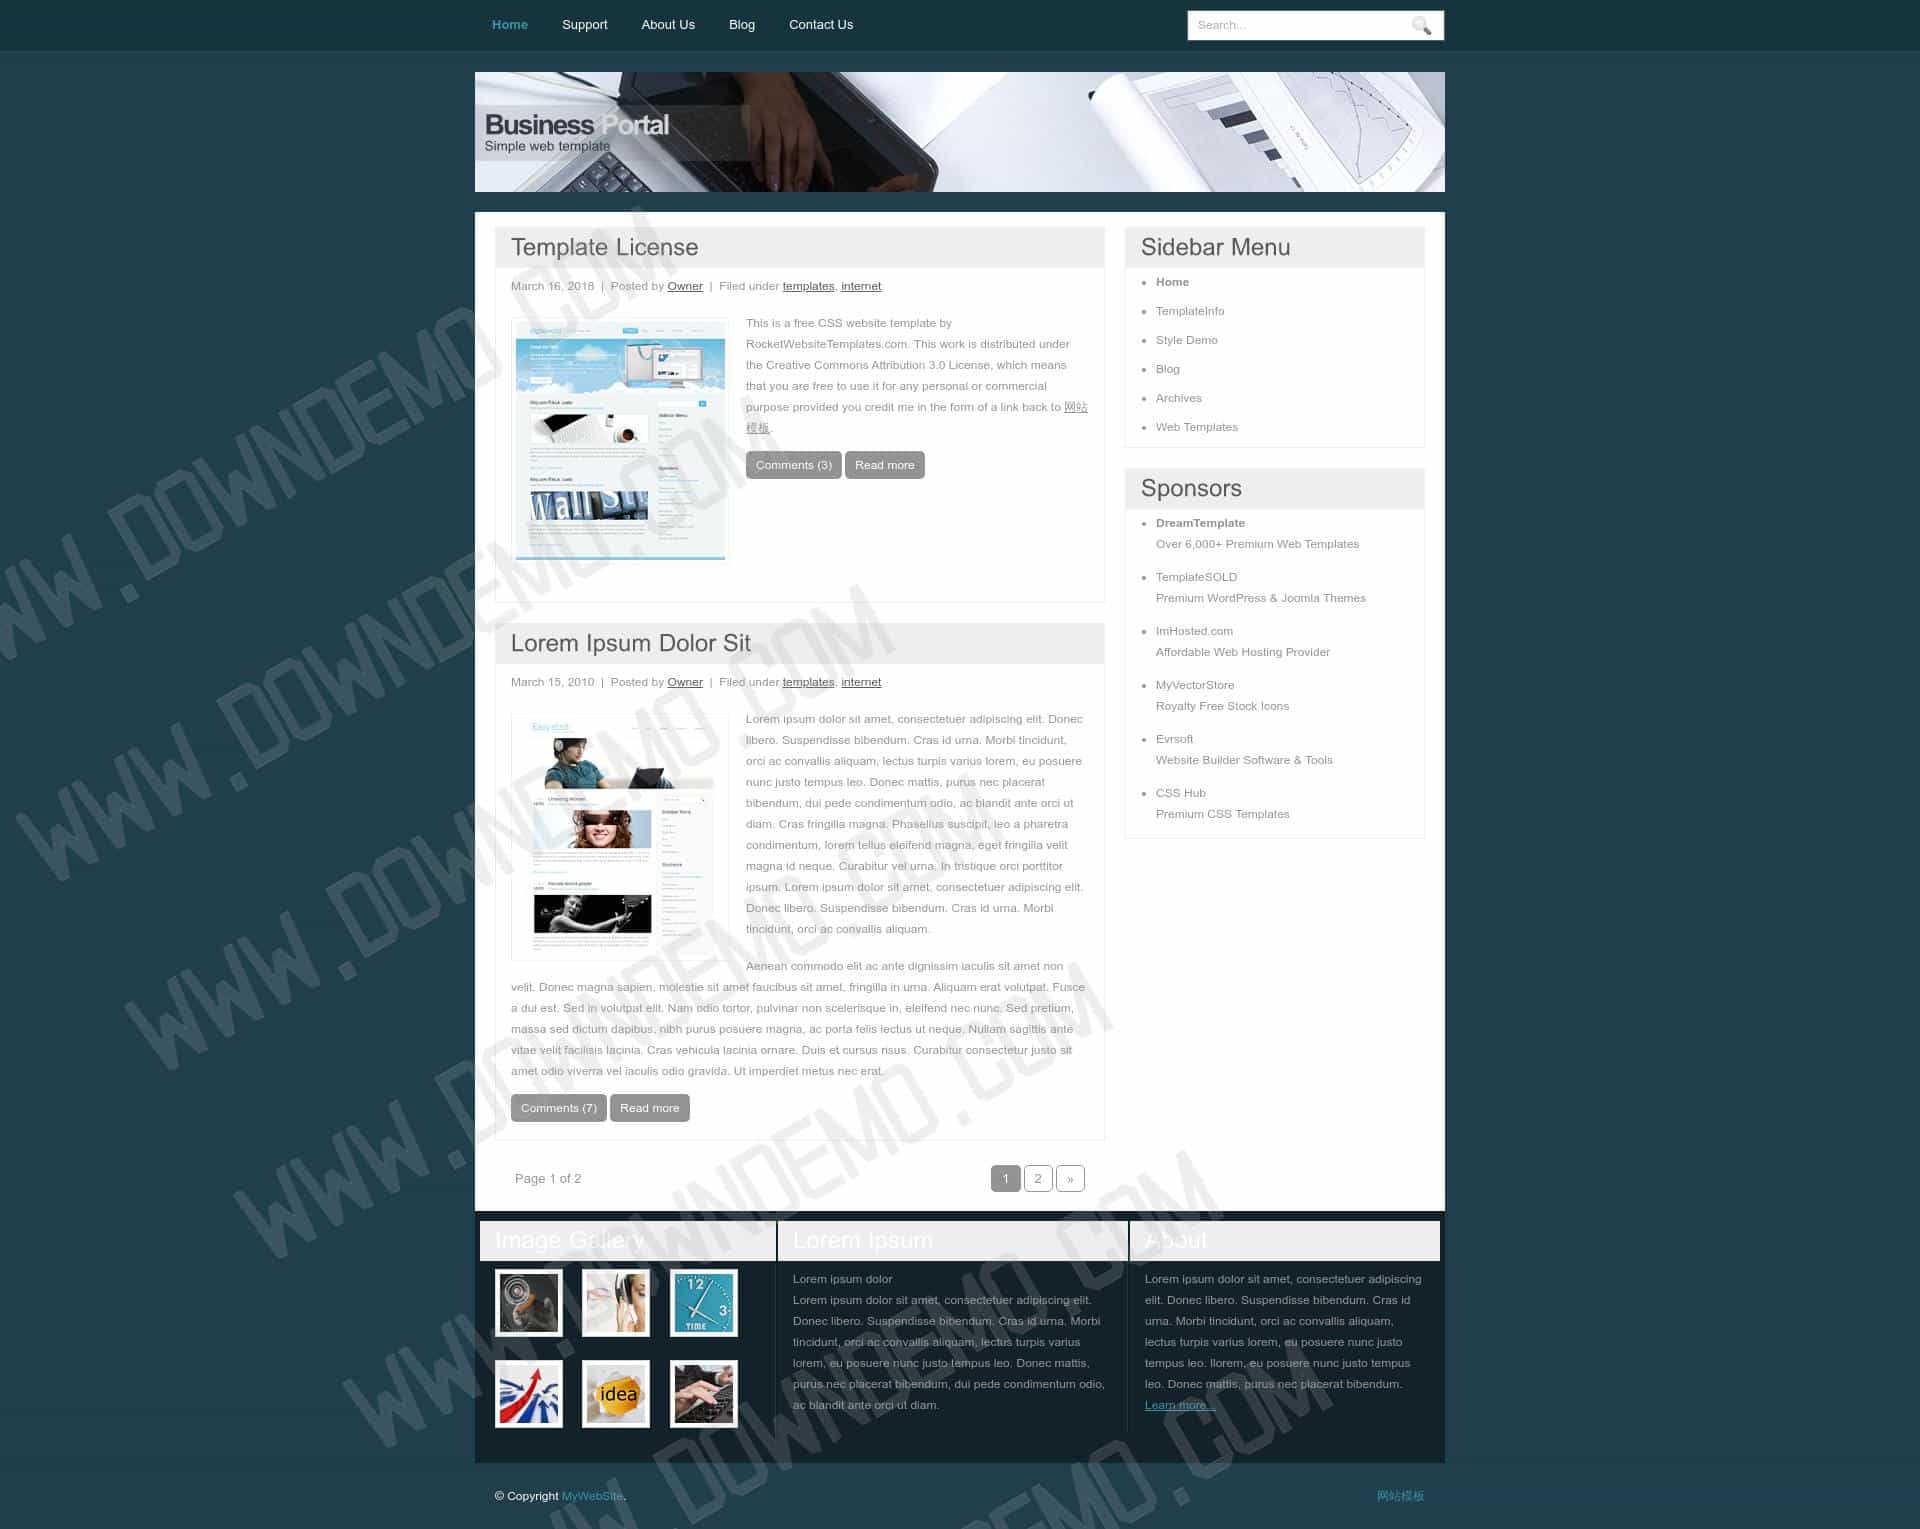 Home
Support
About Us
Blog
Contact Us
Search...
Business Portal
Simple web template
Template License
March 16, 2018 | Posted by Owner | Filed under templates, internet
This is a free CSS website template by
RocketWebsiteTemplates.com. This work is distributed under
the Creative Commons Attribution 3.0 License, which means
that you are free to use it for any personal or commercial
purpose provided you credit me in the form of a link back to 网站
模板.
Comments (3)
Read more
Lorem Ipsum Dolor Sit
March 15, 2010 | Posted by Owner | Filed under templates, internet
Lorem ipsum dolor sit amet, consectetuer adipiscing elit. Donec
libero. Suspendisse bibendum. Cras id urna. Morbi tincidunt,
orci ac convallis aliquam, lectus turpis varius lorem, eu posuere
nunc justo tempus leo. Donec mattis, purus nec placerat
bibendum, dui pede condimentum odio, ac blandit ante orci ut
diam. Cras fringilla magna. Phasellus suscipit, leo a pharetra
condimentum, lorem tellus eleifend magna, eget fringilla velit
magna id neque. Curabitur vel urna. In tristique orci porttitor
ipsum. Lorem ipsum dolor sit amet, consectetuer adipiscing elit.
Donec libero. Suspendisse bibendum. Cras id urna. Morbi
tincidunt, orci ac convallis aliquam.
Aenean commodo elit ac ante dignissim iaculis sit amet non
velit. Donec magna sapien, molestie sit amet faucibus sit amet, fringilla in urna. Aliquam erat volutpat. Fusce
a dui est. Sed in volutpat elit. Nam odio tortor, pulvinar non scelerisque in, eleifend nec nunc. Sed pretium,
massa sed dictum dapibus, nibh purus posuere magna, ac porta felis lectus ut neque. Nullam sagittis ante
vitae velit facilisis lacinia. Cras vehicula lacinia ornare. Duis et cursus risus. Curabitur consectetur justo sit
amet odio viverra vel iaculis odio gravida. Ut imperdiet metus nec erat.
Comments (7)
Read more
Page 1 of 2
1
2
»
Sidebar Menu
Home
TemplateInfo
Style Demo
Blog
Archives
Web Templates
Sponsors
DreamTemplate
Over 6,000+ Premium Web Templates
TemplateSOLD
Premium WordPress & Joomla Themes
ImHosted.com
Affordable Web Hosting Provider
MyVectorStore
Royalty Free Stock Icons
Evrsoft
Website Builder Software & Tools
CSS Hub
Premium CSS Templates
Image Gallery
12
3
TIME
idea
Lorem Ipsum
Lorem ipsum dolor
Lorem ipsum dolor sit amet, consectetuer adipiscing elit.
Donec libero. Suspendisse bibendum. Cras id urna. Morbi
tincidunt, orci ac convallis aliquam, lectus turpis varius
lorem, eu posuere nunc justo tempus leo. Donec mattis,
purus nec placerat bibendum, dui pede condimentum odio,
ac blandit ante orci ut diam.
About
Lorem ipsum dolor sit amet, consectetuer adipiscing
elit. Donec libero. Suspendisse bibendum. Cras id
urna. Morbi tincidunt, orci ac convallis aliquam,
lectus turpis varius lorem, eu posuere nunc justo
tempus leo. llorem, eu posuere nunc justo tempus
leo. Donec mattis, purus nec placerat bibendum.
Learn more...
© Copyright MyWebSite.
网站模板
WWW.DOWNDEMO.COM
WWW.DOWNDEMO.COM
WWW.DOWNDEMO.COM
WWW.DOWNDEMO.COM
WWW.DOWNDEMO.COM
WWW.DOWNDEMO.COM